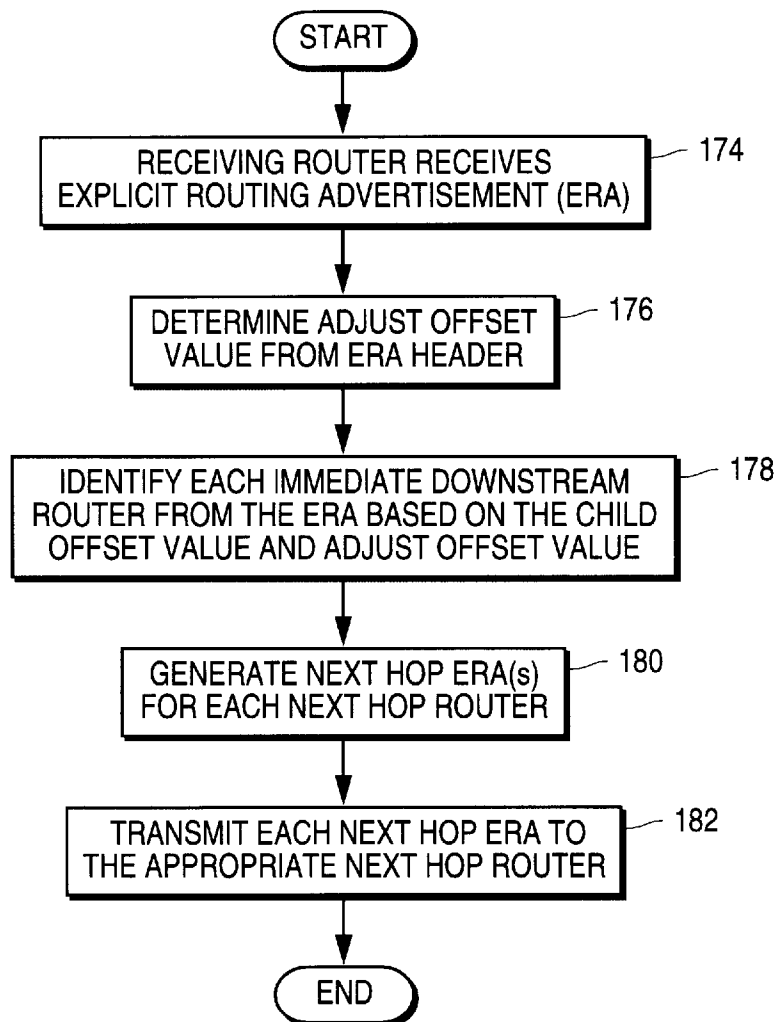 START
RECEIVING ROUTER RECEIVES
EXPLICIT ROUTING ADVERTISEMENT (ERA)
174
DETERMINE ADJUST OFFSET
VALUE FROM ERA HEADER
176
IDENTIFY EACH IMMEDIATE DOWNSTREAM
ROUTER FROM THE ERA BASED ON THE CHILD
OFFSET VALUE AND ADJUST OFFSET VALUE
178
GENERATE NEXT HOP ERA(s)
FOR EACH NEXT HOP ROUTER
180
TRANSMIT EACH NEXT HOP ERA TO
THE APPROPRIATE NEXT HOP ROUTER
182
END